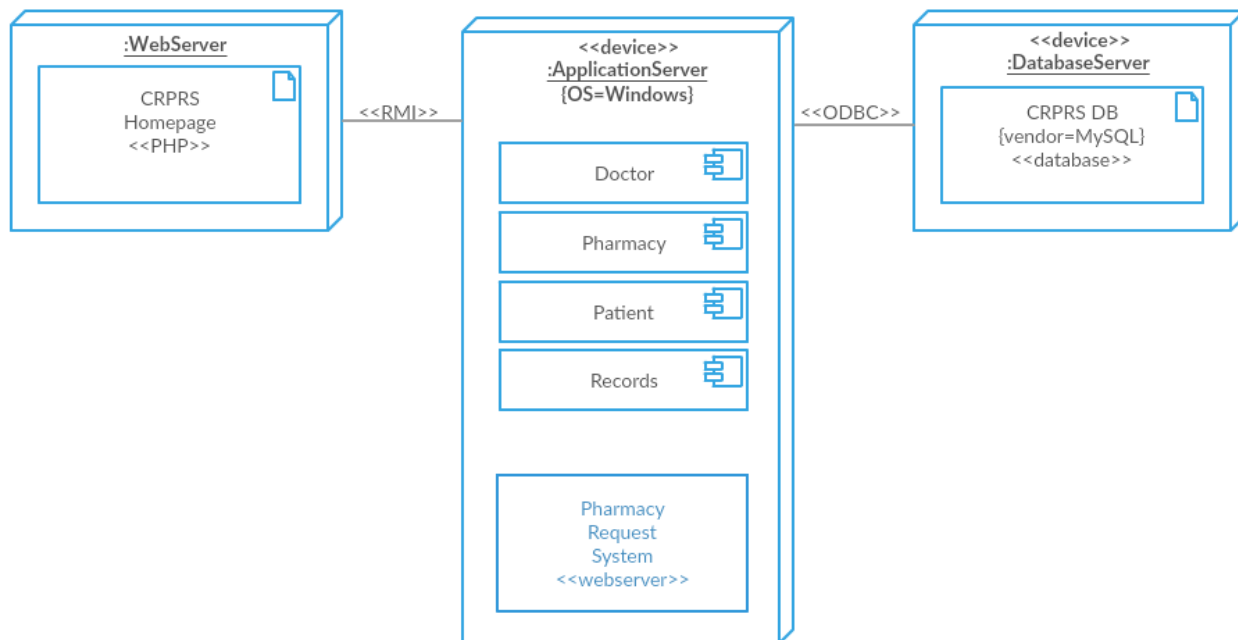 :WebServer
CRPRS
Homepage
<<PHP>>
<<RMI>>
<<device>>
:ApplicationServer
{OS=Windows}
Doctor
Pharmacy
Patient
Records
Pharmacy
Request
System
<<webserver>>
<<ODBC>>
<<device>>
:DatabaseServer
CRPRS DB
{vendor=MySQL}
<<database>>